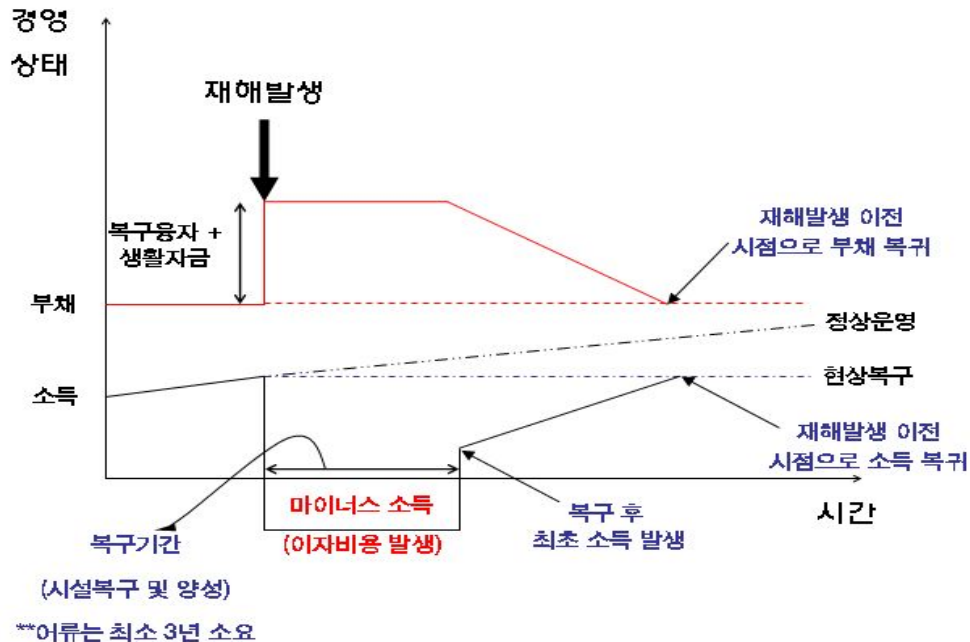 경영
상태
재해발생
복구융자 +
생활자금
재해발생 이전
시점으로 부채 복귀
부채
정상운영
소득
현상복구
재해발생 이전
시점으로 소득 복귀
마이너스 소득
(이자비용 발생)
시간
복구 후
최초 소득 발생
복구기간
(시설복구 및 양성)
**어류는 최소 3년 소요